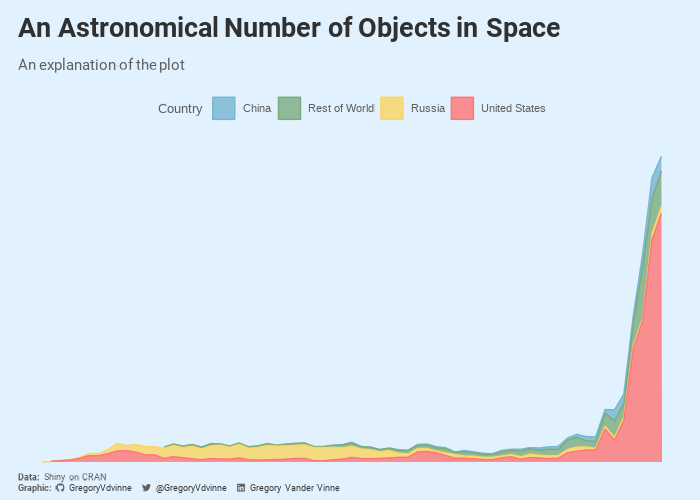 An Astronomical Number of Objects in Space
An explanation of the plot
Country China Rest of World Russia United States
Data: Shiny on CRAN
Graphic: GregoryVdvinne @GregoryVdvinne Gregory Vander Vinne